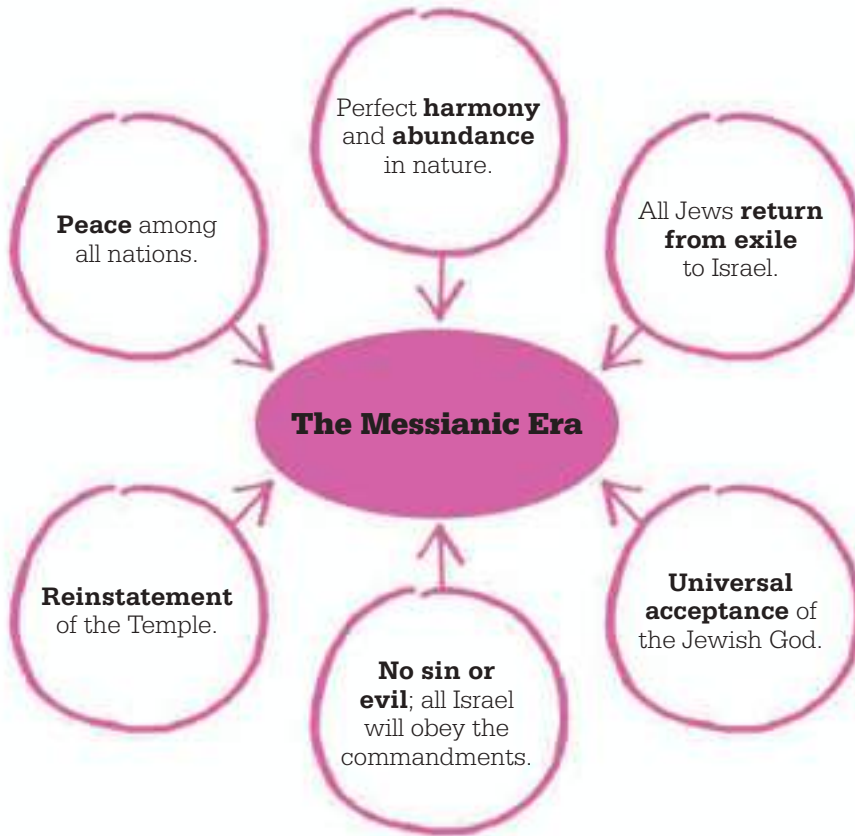 Perfect harmony
and abundance
in nature.
Peace among
all nations.
All Jews return
from exile
to Israel.
The Messianic Era
Reinstatement
of the Temple.
No sin or
evil; all Israel
will obey the
commandments.
Universal
acceptance of
the Jewish God.